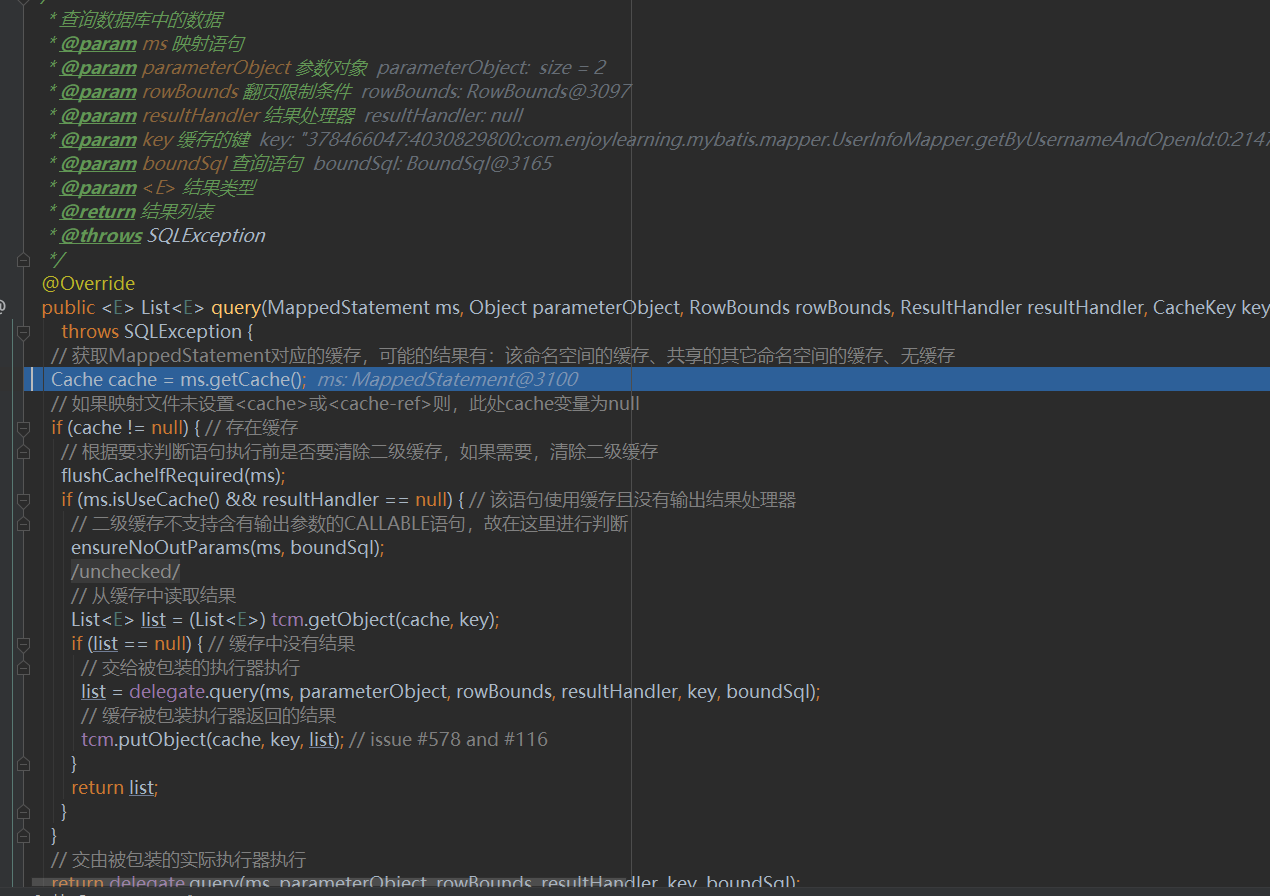 * 查询数据库中的数据
* @param ms 映射语句
* @param parameterObject 参数对象 parameterObject: size = 2
* @param rowBounds 翻页限制条件 rowBounds: RowBounds@3097
* @param resultHandler 结果处理器 resultHandler: null
* @param key 缓存的键 key: "378466047:4030829800:com.enjoylearning.mybatis.mapper.UserInfoMapper.getByUsernameAndOpenId:0:2147
* @param boundSql 查询语句 boundSql: BoundSql@3165
* @param <E> 结果类型
* @return 结果列表
* @throws SQLException
*/
@Override
public <E> List<E> query(MappedStatement ms, Object parameterObject, RowBounds rowBounds, ResultHandler resultHandler, CacheKey key
throws SQLException {
// 获取MappedStatement对应的缓存，可能的结果有：该命名空间的缓存、共享的其它命名空间的缓存、无缓存
Cache cache = ms.getCache(); ms: MappedStatement@3100
// 如果映射文件未设置<cache>或<cache-ref>则，此处cache变量为null
if (cache != null) { // 存在缓存
// 根据要求判断语句执行前是否要清除二级缓存，如果需要，清除二级缓存
flushCacheIfRequired(ms);
if (ms.isUseCache() && resultHandler == null) { // 该语句使用缓存且没有输出结果处理器
// 二级缓存不支持含有输出参数的CALLABLE语句，故在这里进行判断
ensureNoOutParams(ms, boundSql);
/unchecked/
// 从缓存中读取结果
List<E> list = (List<E>) tcm.getObject(cache, key);
if (list == null) { // 缓存中没有结果
// 交给被包装的执行器执行
list = delegate.query(ms, parameterObject, rowBounds, resultHandler, key, boundSql);
// 缓存被包装执行器返回的结果
tcm.putObject(cache, key, list); // issue #578 and #116
}
return list;
}
}
// 交由被包装的实际执行器执行
return delegate.query(ms, parameterObject, rowBounds, resultHandler, key, boundSql);